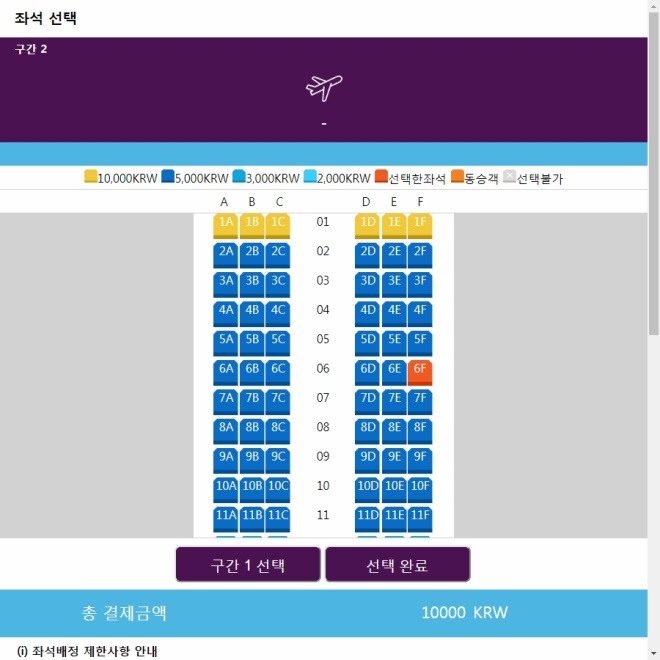 좌석 선택
구간 2
-
10,000KRW 5,000KRW 3,000KRW 2,000KRW 선택한좌석 동승객 선택불가
A B C D E F
1A 1B 1C 01 1D 1E 1F
2A 2B 2C 02 2D 2E 2F
3A 3B 3C 03 3D 3E 3F
4A 4B 4C 04 4D 4E 4F
5A 5B 5C 05 5D 5E 5F
6A 6B 6C 06 6D 6E 6F
7A 7B 7C 07 7D 7E 7F
8A 8B 8C 08 8D 8E 8F
9A 9B 9C 09 9D 9E 9F
10A 10B 10C 10 10D 10E 10F
11A 11B 11C 11 11D 11E 11F
구간 1 선택 선택 완료
총 결제금액 10000 KRW
(i) 좌석배정 제한사항 안내